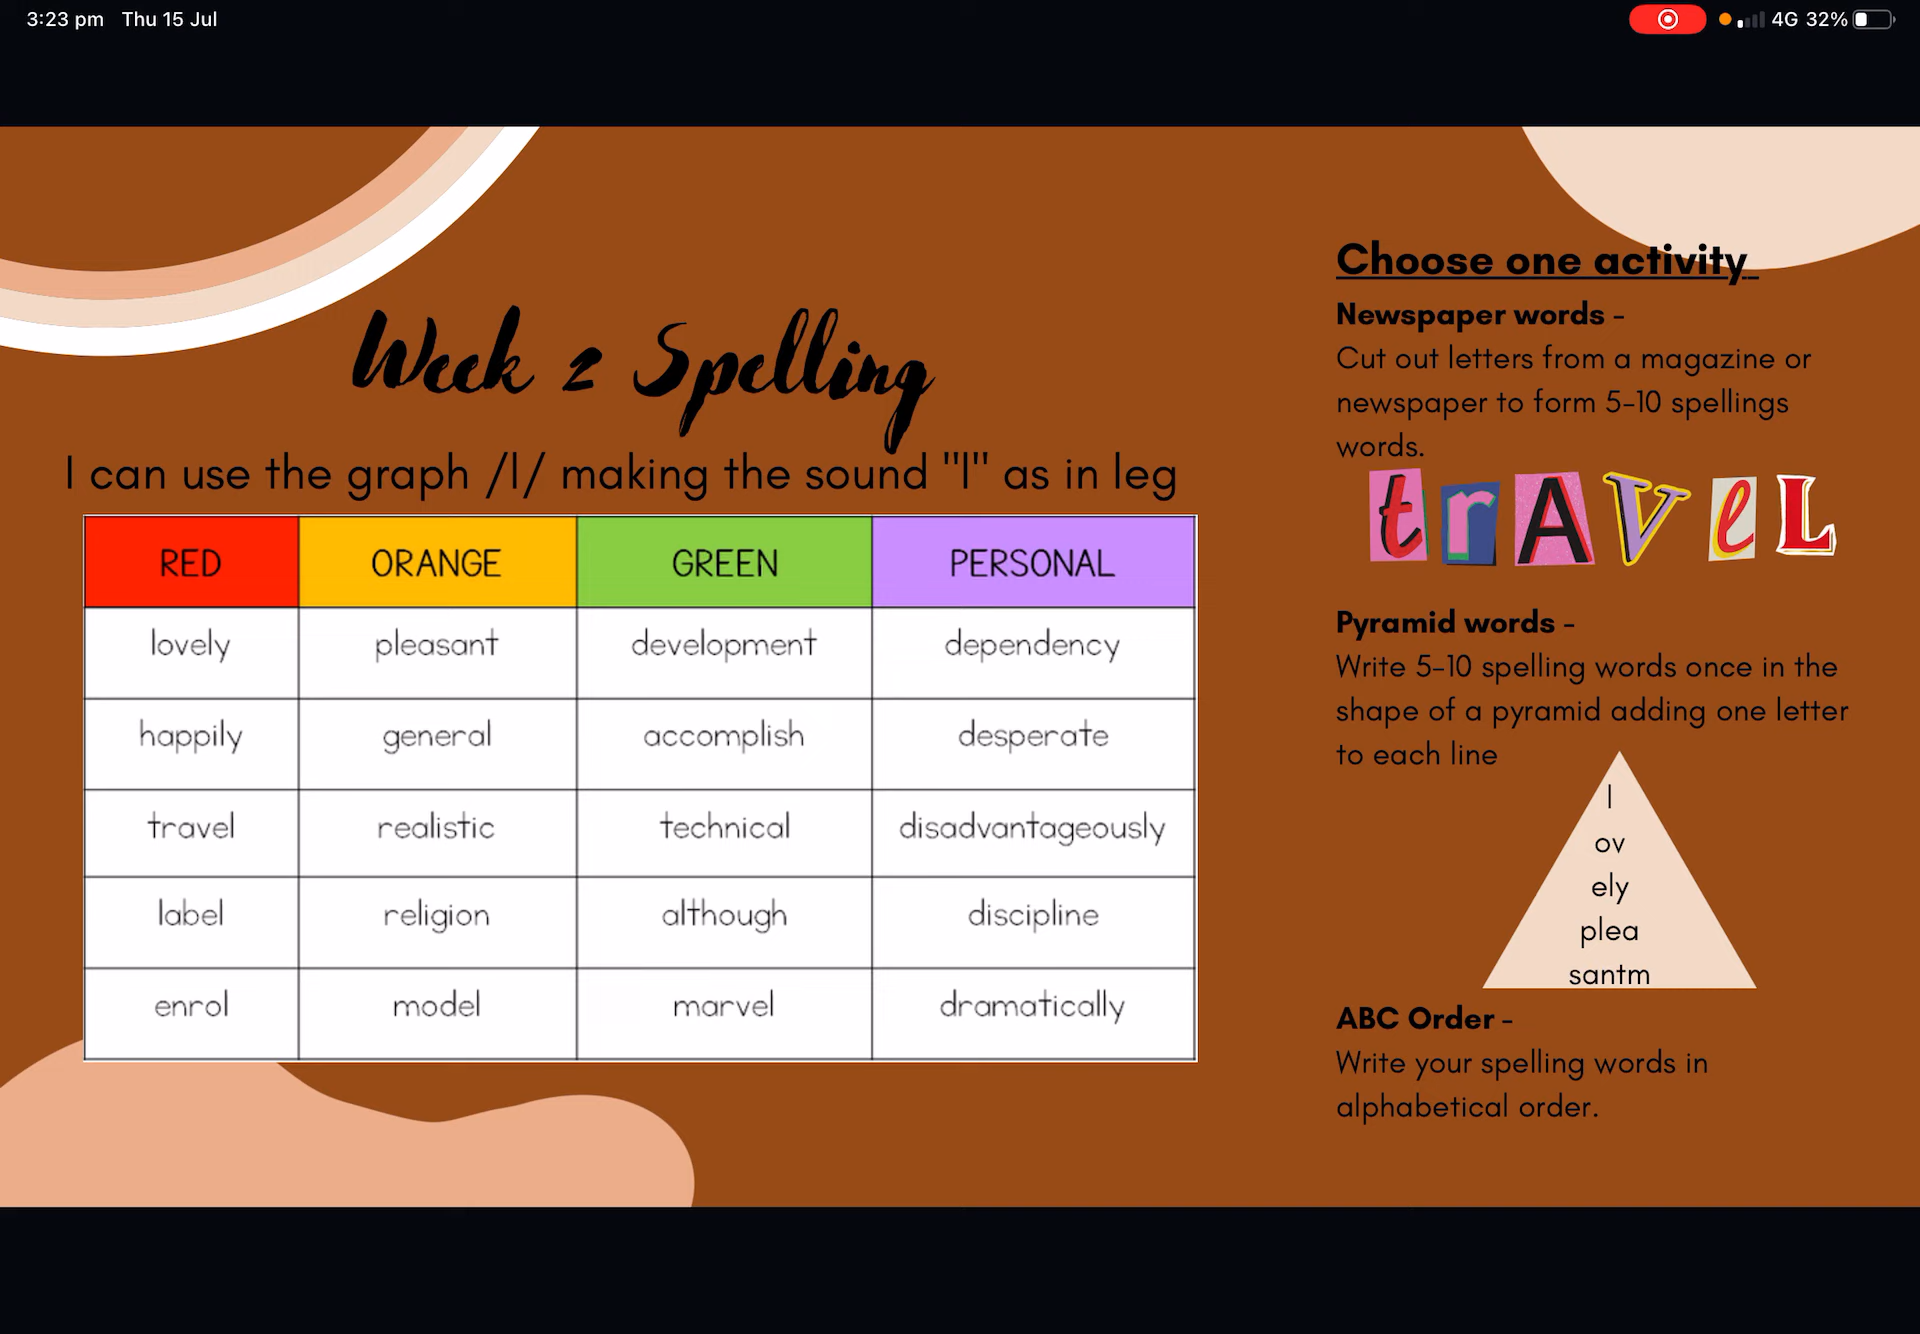 3:23 pm Thu 15 Jul
4G 32%
Week 2 Spelling
I can use the graph /l/ making the sound "l" as in leg
RED ORANGE GREEN PERSONAL
lovely pleasant development dependency
happily general accomplish desperate
travel realistic technical disadvantageously
label religion although discipline
enrol model marvel dramatically
Choose one activity
Newspaper words -
Cut out letters from a magazine or
newspaper to form 5-10 spellings
words.
trAVeL
Pyramid words -
Write 5-10 spelling words once in the
shape of a pyramid adding one letter
to each line
l
ov
ely
plea
santm
ABC Order -
Write your spelling words in
alphabetical order.